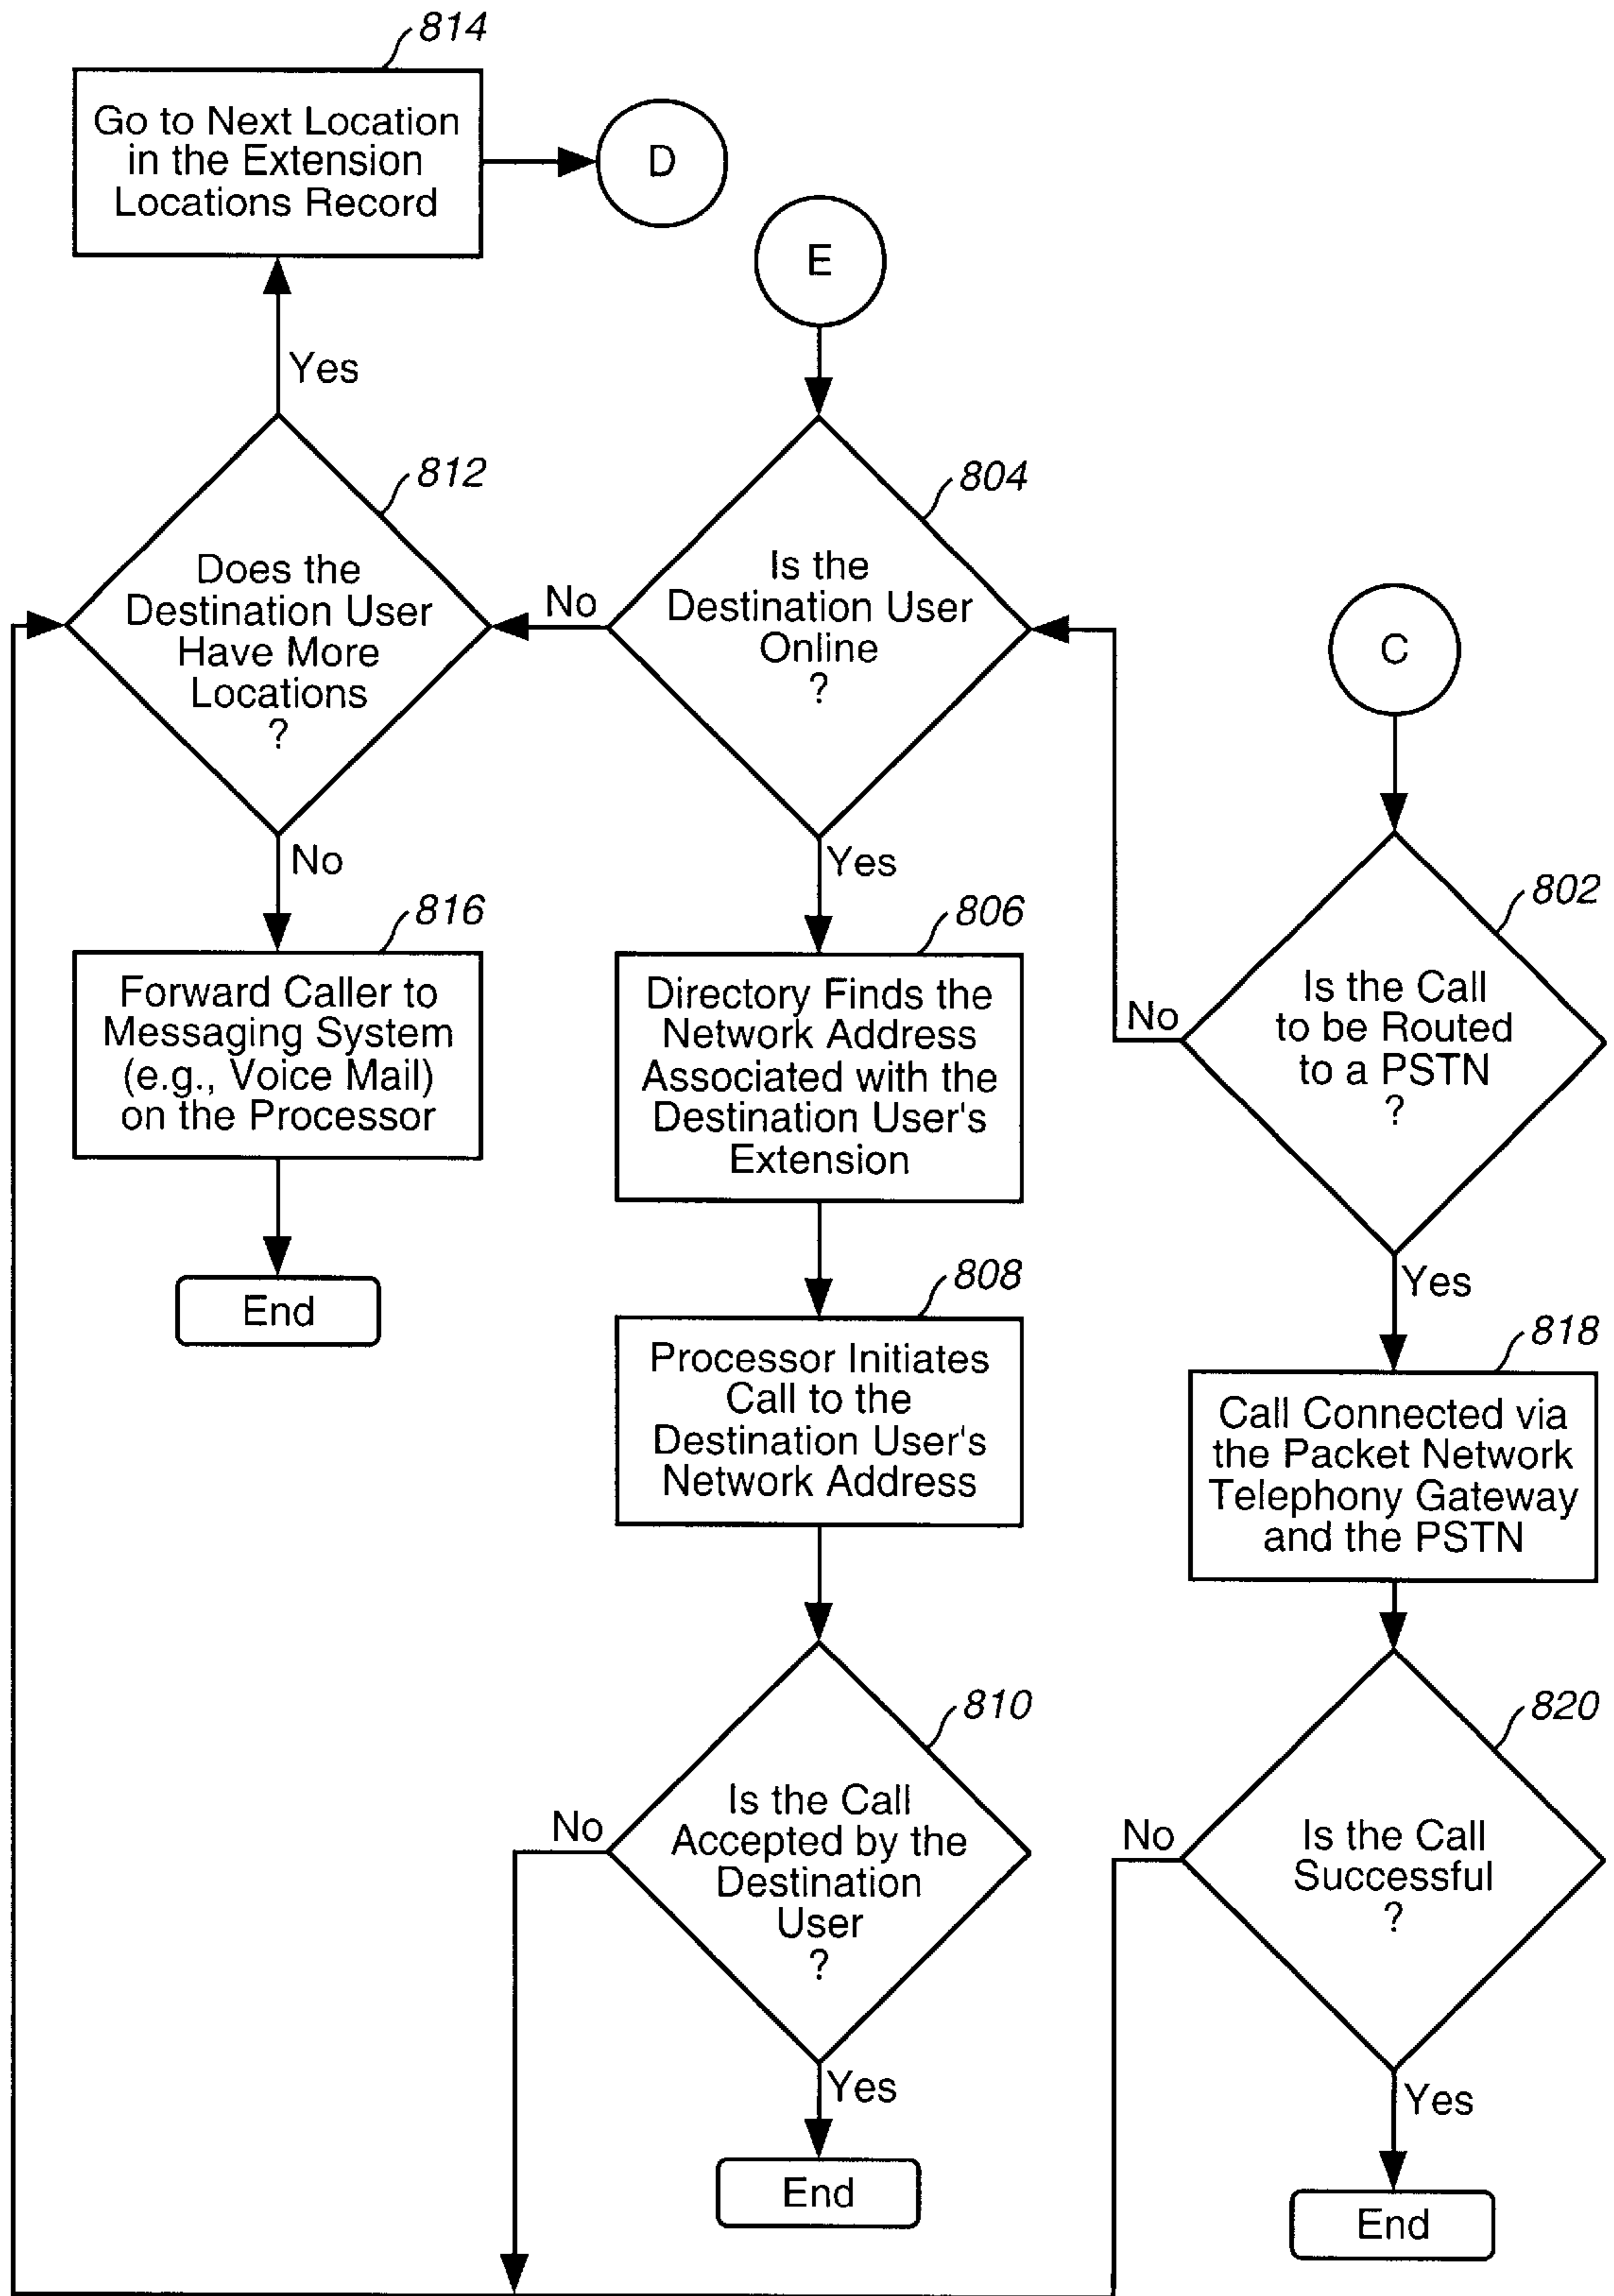 814
Go to Next Location
in the Extension
Locations Record
D
E
Yes
812
Does the
Destination User
Have More
Locations
?
No
804
Is the
Destination User
Online
?
C
No
816
Forward Caller to
Messaging System
(e.g., Voice Mail)
on the Processor
End
Yes
806
Directory Finds the
Network Address
Associated with the
Destination User's
Extension
802
Is the Call
to be Routed
to a PSTN
?
No
Yes
808
Processor Initiates
Call to the
Destination User's
Network Address
818
Call Connected via
the Packet Network
Telephony Gateway
and the PSTN
810
Is the Call
Accepted by the
Destination
User
?
No
Yes
End
820
Is the Call
Successful
?
No
Yes
End